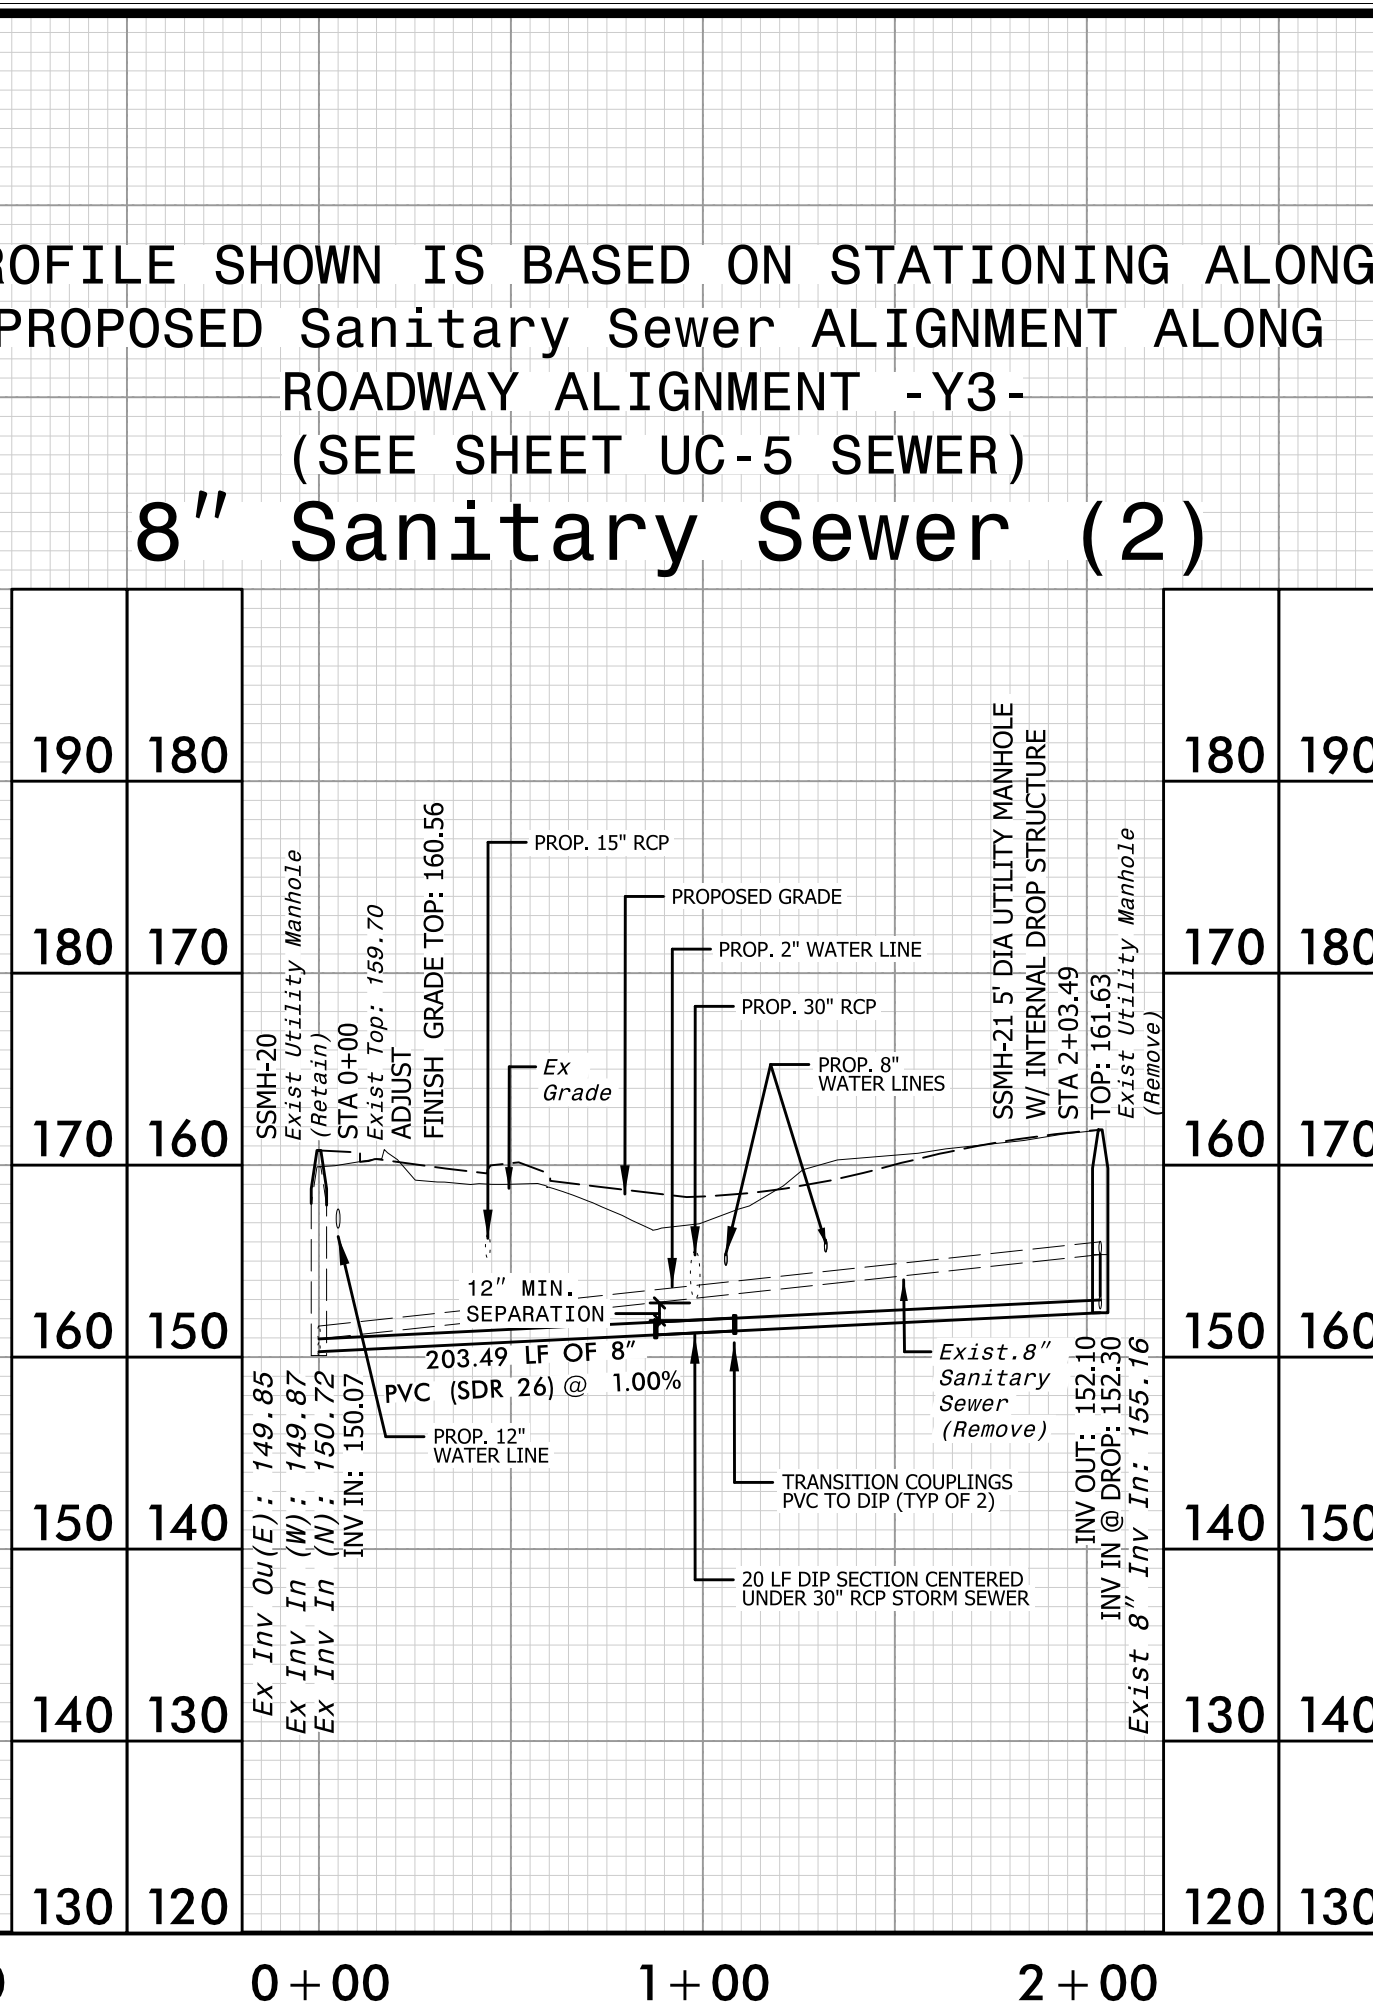 ROFILE SHOWN IS BASED ON STATIONING ALONG
PROPOSED Sanitary Sewer ALIGNMENT ALONG
ROADWAY ALIGNMENT -Y3-
(SEE SHEET UC-5 SEWER)
8" Sanitary Sewer (2)
190 180
180 190
180 170
170 180
170 160
160 170
160 150
150 160
150 140
140 150
140 130
130 140
130 120
120 130
SSMH-20
Exist Utility Manhole
(Retain)
STA 0+00
Exist Top: 159.70
ADJUST
FINISH GRADE TOP: 160.56
PROP. 15" RCP
PROPOSED GRADE
PROP. 2" WATER LINE
PROP. 30" RCP
Ex
Grade
PROP. 8"
WATER LINES
SSMH-21 5' DIA UTILITY MANHOLE
W/ INTERNAL DROP STRUCTURE
STA 2+03.49
TOP: 161.63
Exist Utility Manhole
(Remove)
12" MIN.
SEPARATION
203.49 LF OF 8"
PVC (SDR 26) @ 1.00%
PROP. 12"
WATER LINE
Exist.8"
Sanitary
Sewer
(Remove)
TRANSITION COUPLINGS
PVC TO DIP (TYP OF 2)
20 LF DIP SECTION CENTERED
UNDER 30" RCP STORM SEWER
Ex Inv Ou(E): 149.85
Ex Inv In (W): 149.87
Ex Inv In (N): 150.72
INV IN: 150.07
INV OUT: 152.10
INV IN @ DROP: 152.30
Exist 8" Inv In: 155.16
0+00 1+00 2+00